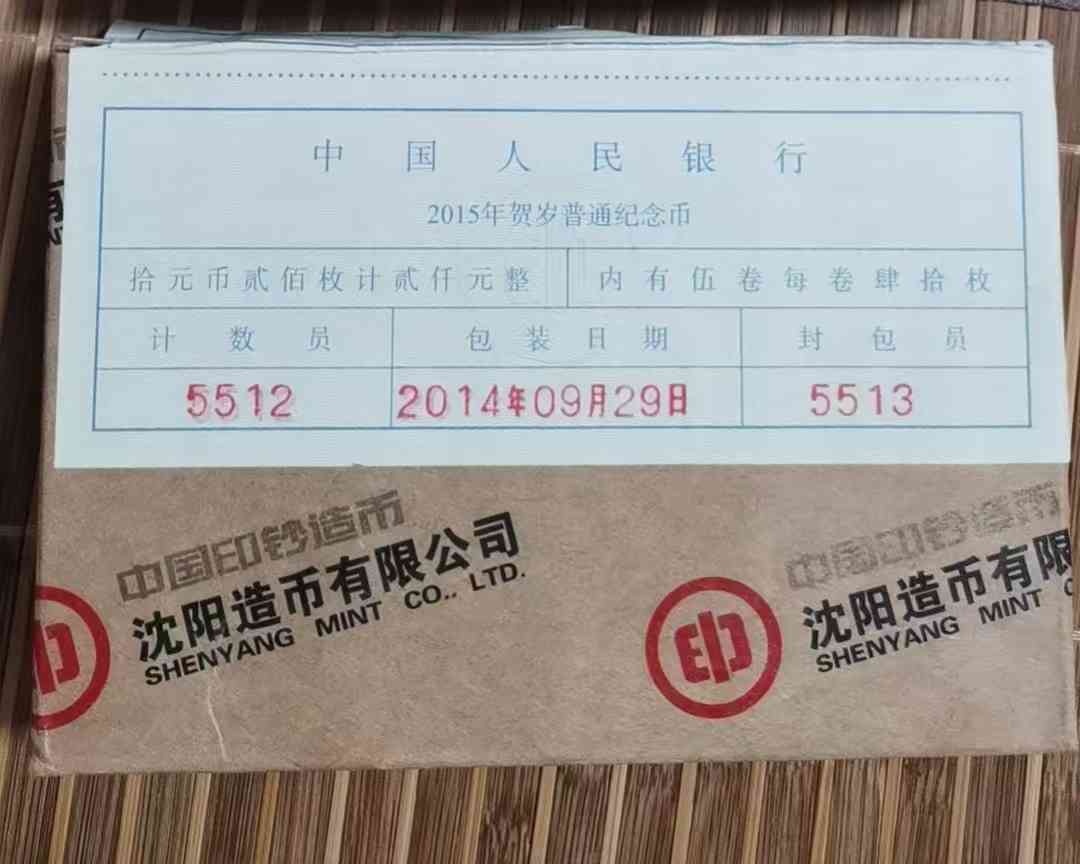 中国人民银行
2015年贺岁普通纪念币
拾元币贰佰枚计贰仟元整
内有伍卷每卷肆拾枚
计数员 包装日期 封包员
5512 2014年09月29日 5513
中国印钞造币
沈阳造币有限公司
SHENYANG MINT CO., LTD.
印
中国印钞造币
沈阳造币有限
SHENYANG MINT